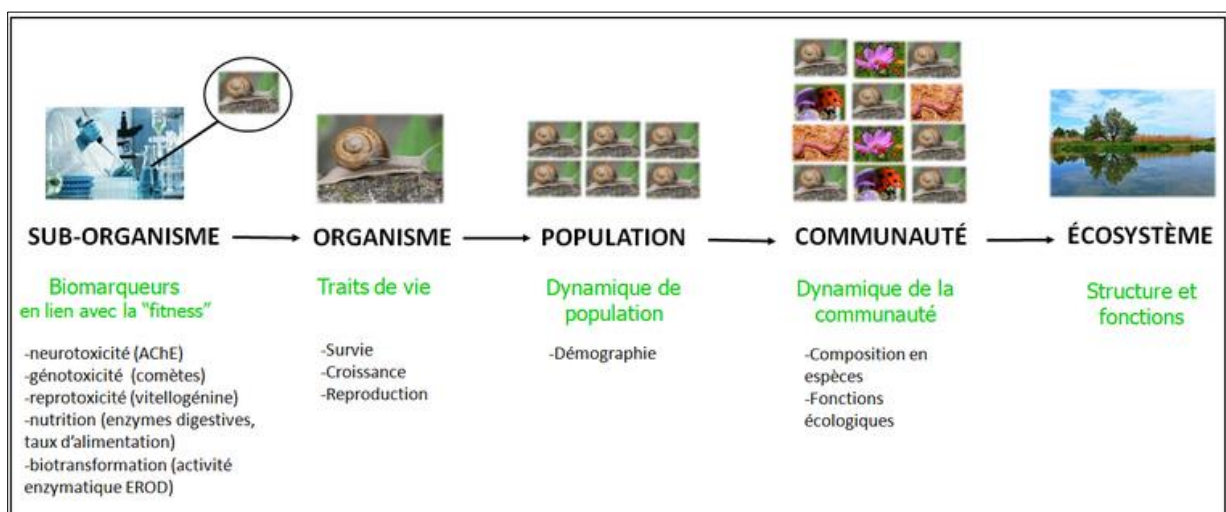 SUB-ORGANISME
ORGANISME
POPULATION
COMMUNAUTÉ
ÉCOSYSTÈME
Biomarqueurs
en lien avec la "fitness"
-neurotoxicité (AChE)
-génotoxicité (comètes)
-reprotoxicité (vitellogénine)
-nutrition (enzymes digestives,
taux d'alimentation)
-biotransformation (activité
enzymatique EROD)
Traits de vie
-Survie
-Croissance
-Reproduction
Dynamique de
population
-Démographie
Dynamique de la
communauté
-Composition en
espèces
-Fonctions
écologiques
Structure et
fonctions